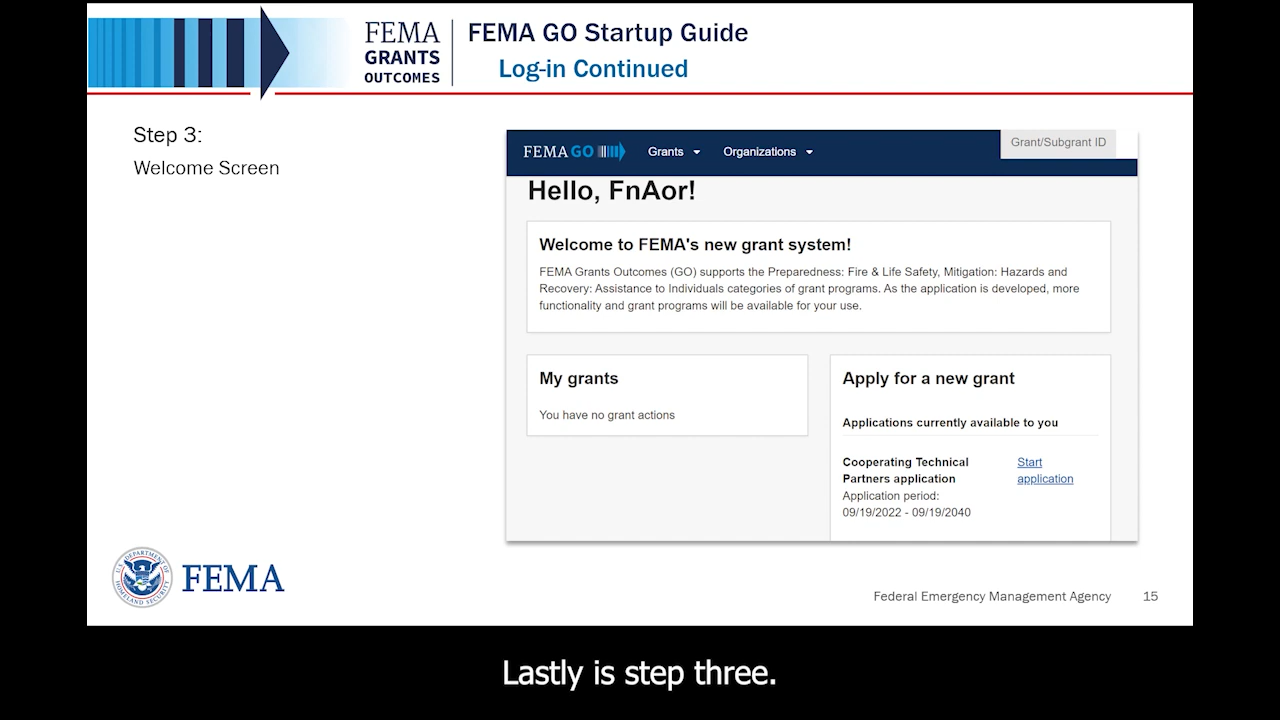 FEMA
GRANTS
OUTCOMES
FEMA GO Startup Guide
Log-in Continued
Step 3:
Welcome Screen
FEMA GO
Grants
Organizations
Grant/Subgrant ID
Hello, FnAor!
Welcome to FEMA's new grant system!
FEMA Grants Outcomes (GO) supports the Preparedness: Fire & Life Safety, Mitigation: Hazards and
Recovery: Assistance to Individuals categories of grant programs. As the application is developed, more
functionality and grant programs will be available for your use.
My grants
You have no grant actions
Apply for a new grant
Applications currently available to you
Cooperating Technical
Partners application
Start
application
Application period:
09/19/2022 - 09/19/2040
U.S. DEPARTMENT OF
HOMELAND SECURITY
FEMA
Federal Emergency Management Agency
15
Lastly is step three.